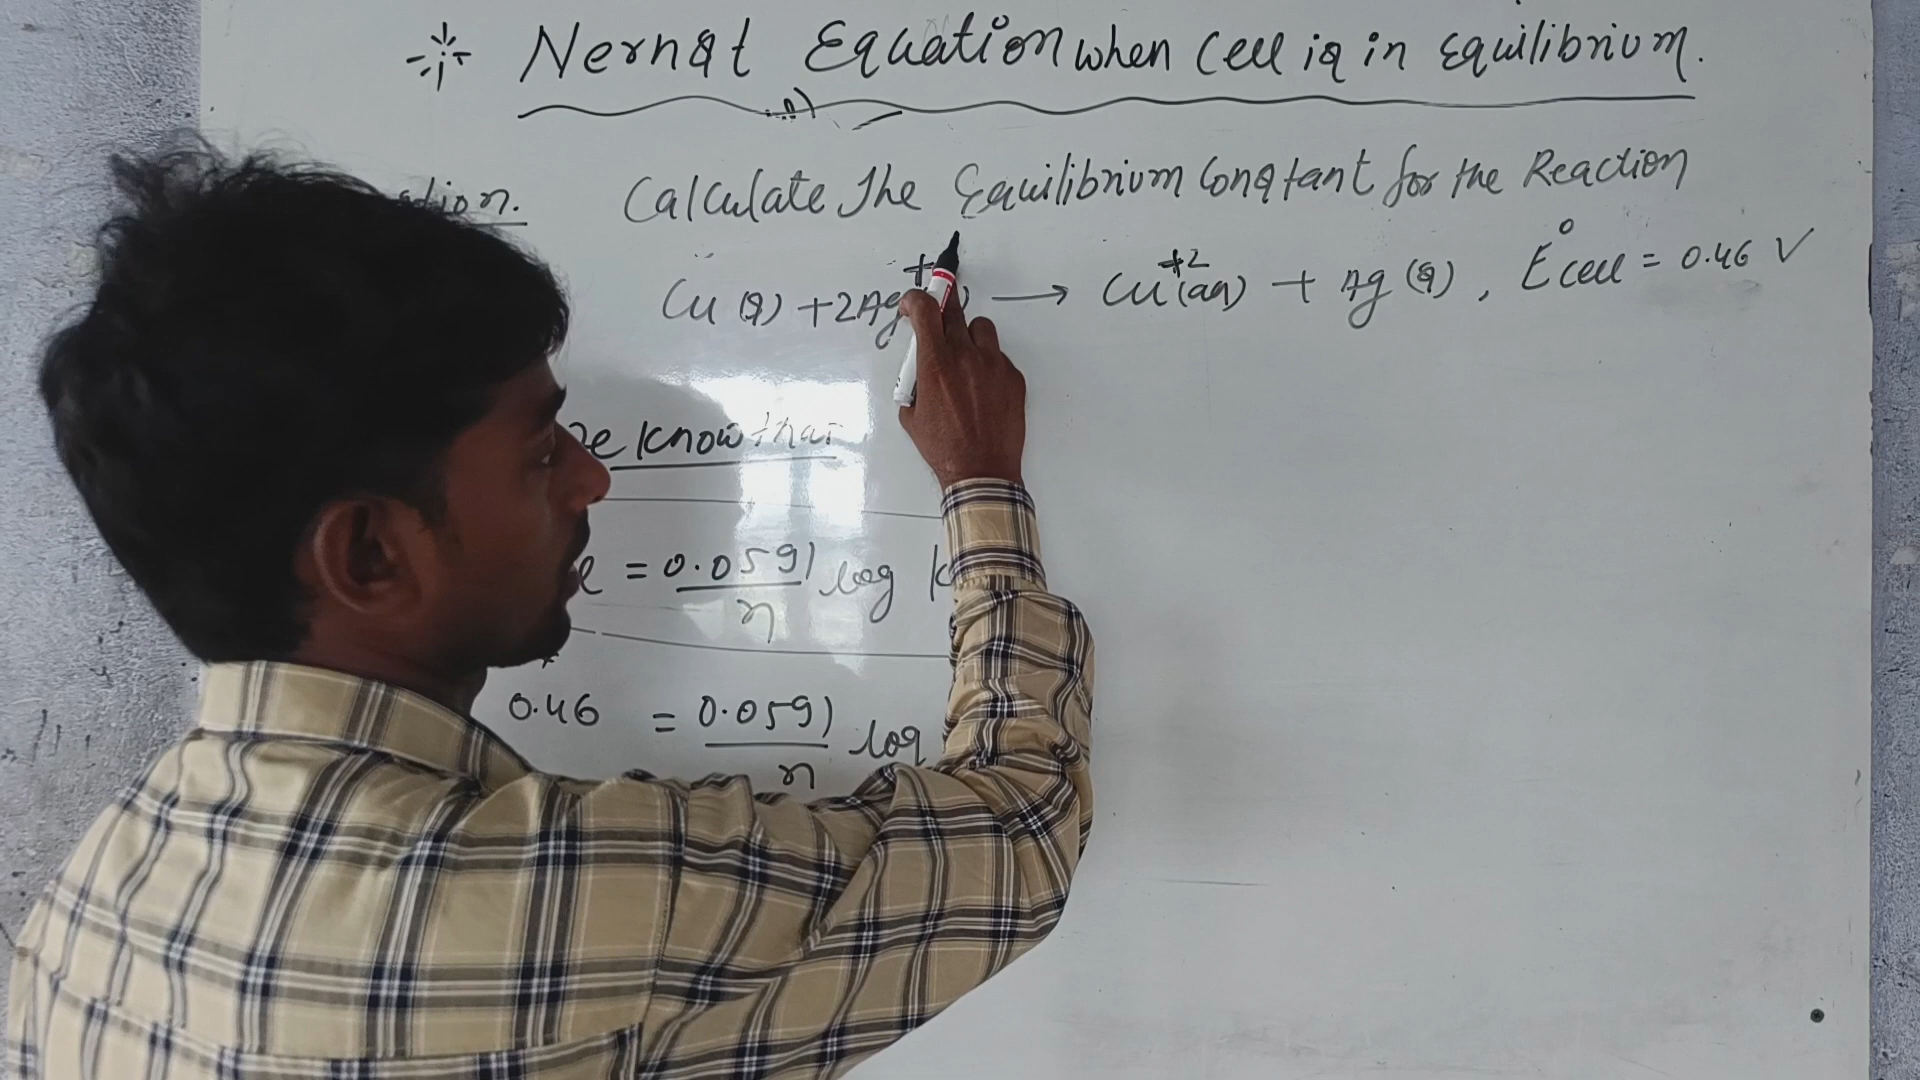 Nernst Equation when Cell is in Equilibrium.
Calculate The Equilibrium Constant for the Reaction
Cu (s) + 2Ag+ → Cu+2(aq) + Ag (s), E°cell = 0.46 V
know that
= 0.0591/n log K
0.46 = 0.0591/n log